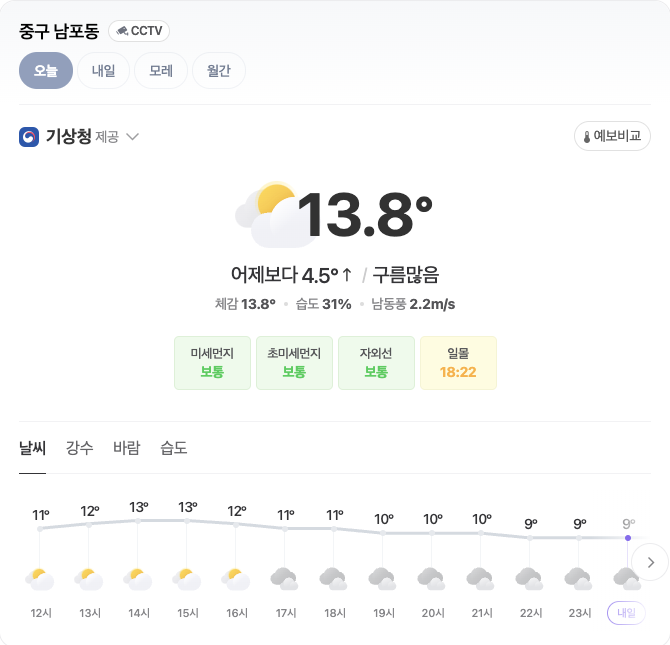 중구 남포동 CCTV
오늘 내일 모레 월간
기상청 제공 예보비교
13.8°
어제보다 4.5°↑ / 구름많음
체감 13.8° 습도 31% 남동풍 2.2m/s
미세먼지 초미세먼지 자외선 일몰
보통 보통 보통 18:22
날씨 강수 바람 습도
11° 12° 13° 13° 12° 11° 11° 10° 10° 10° 9° 9° 9°
12시 13시 14시 15시 16시 17시 18시 19시 20시 21시 22시 23시 내일